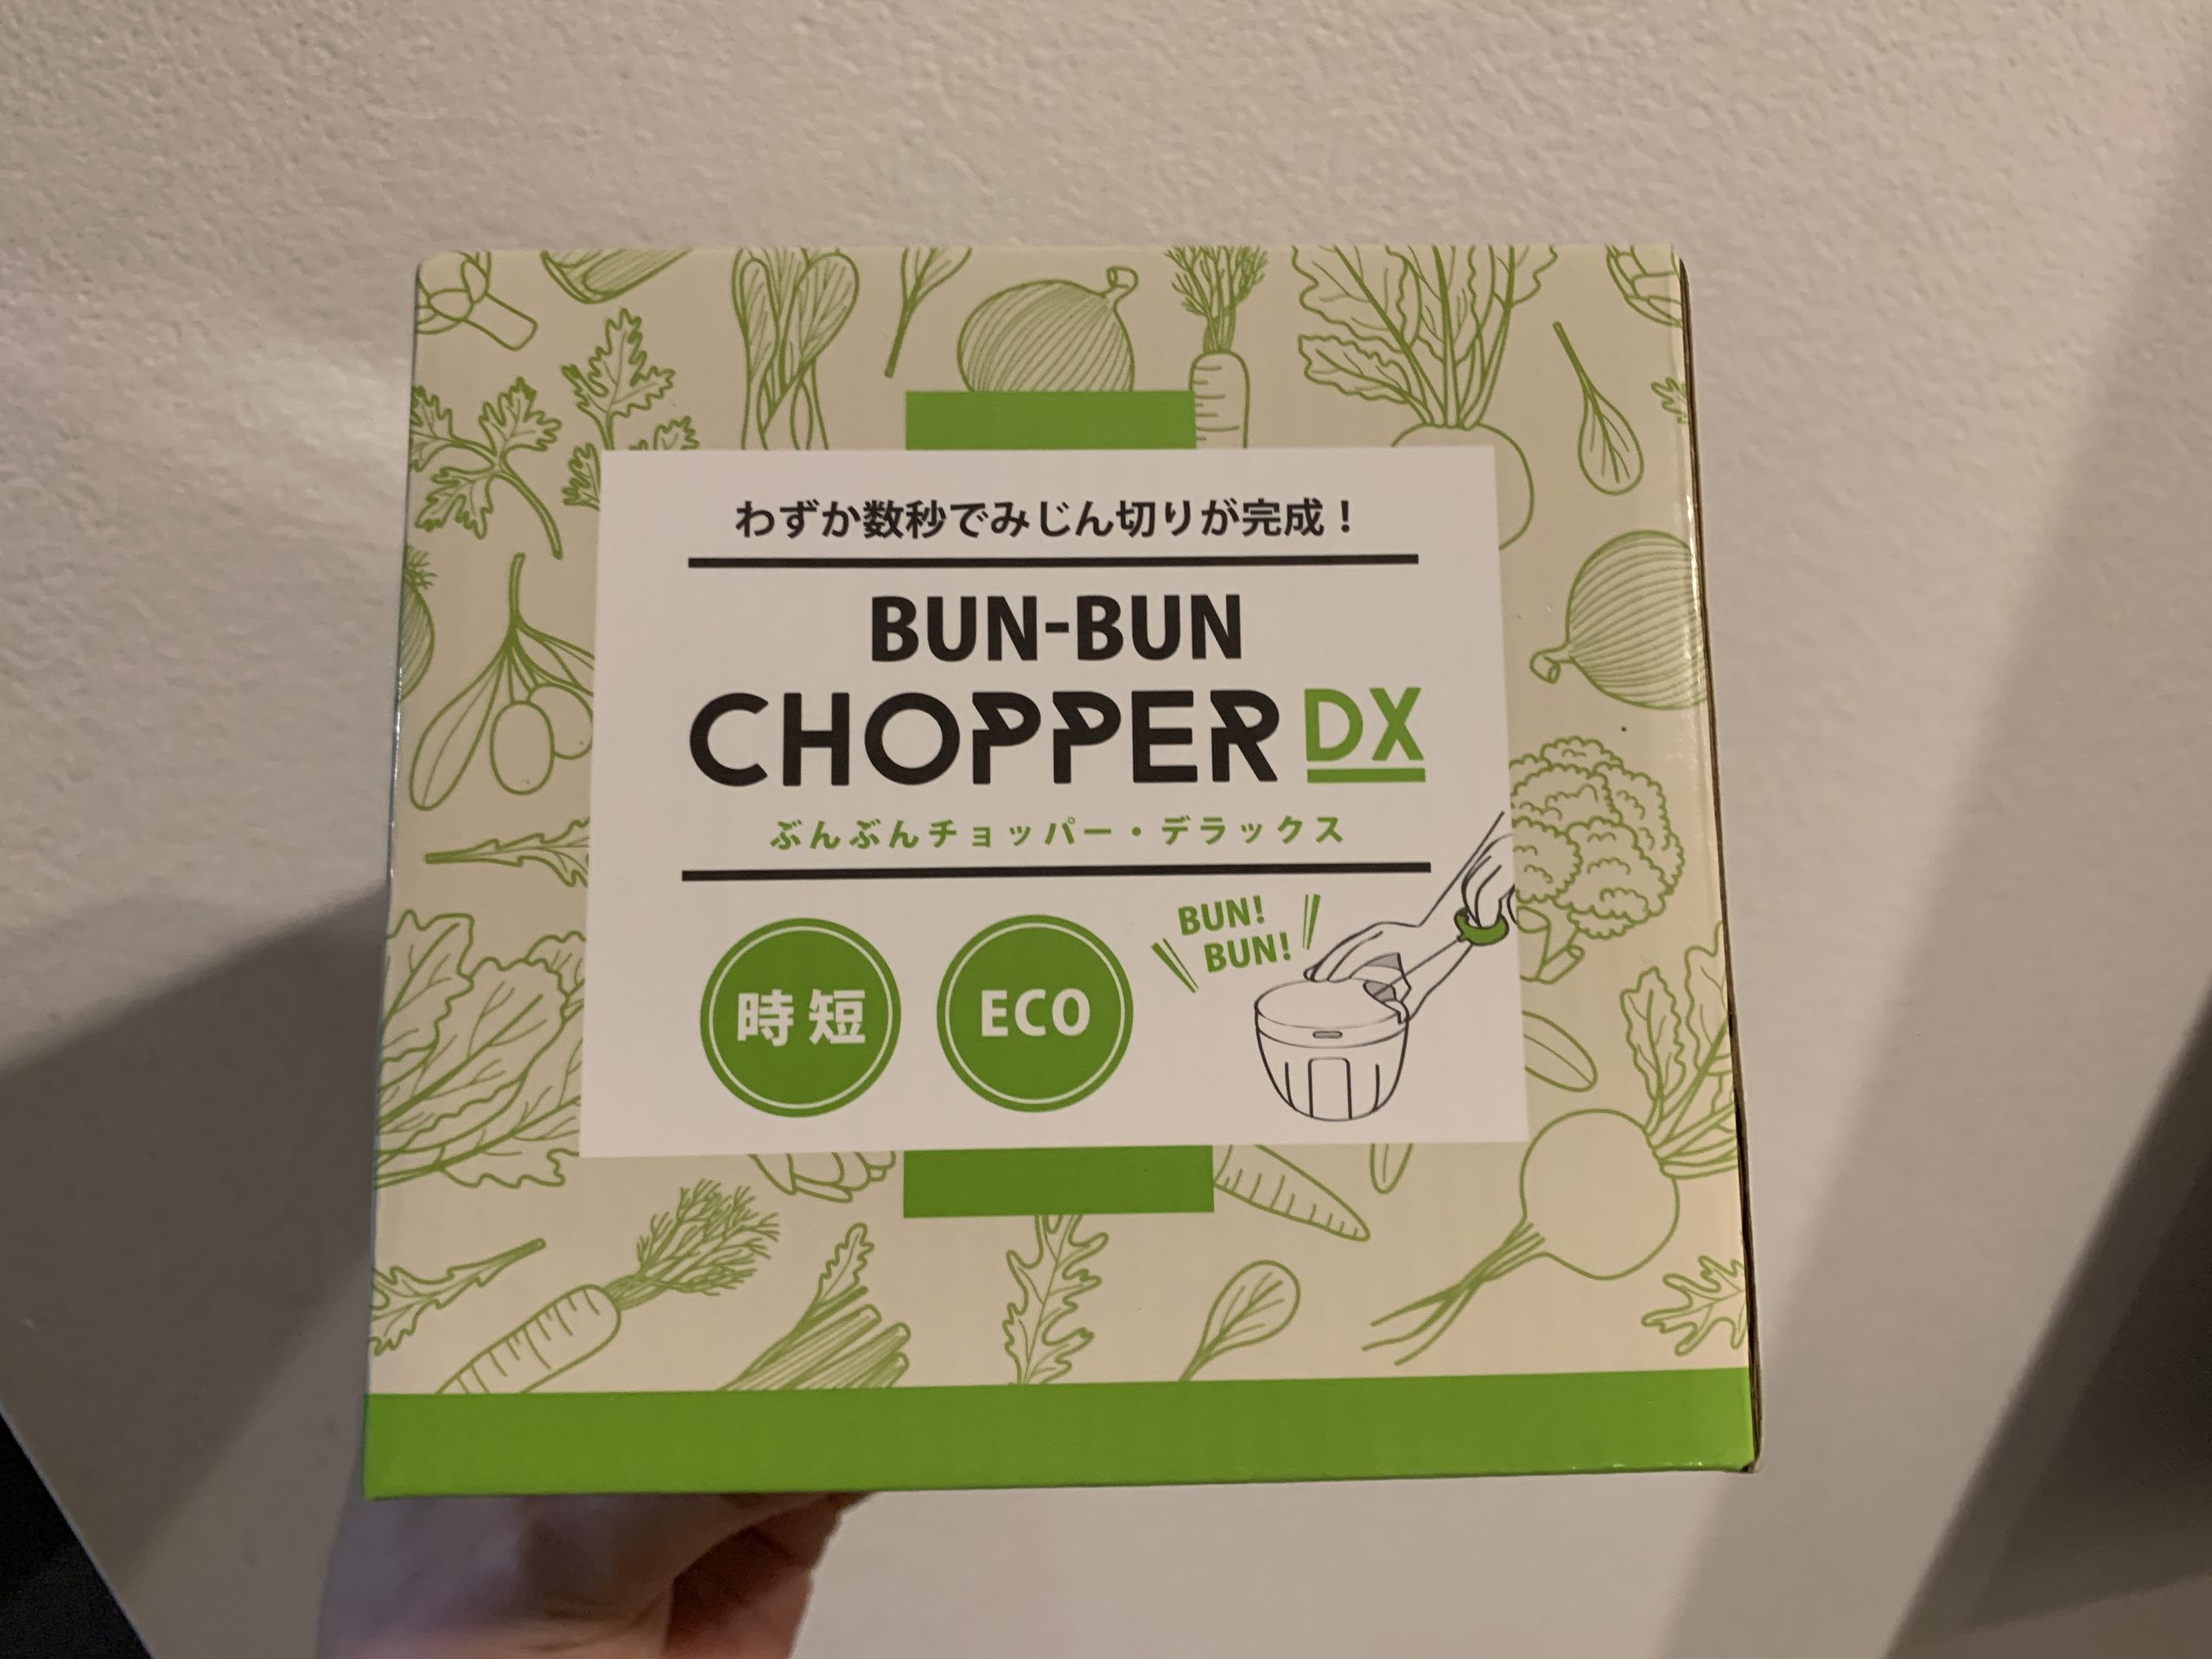 わずか数秒でみじん切りが完成！
BUN-BUN
CHOPPER DX
ぶんぶんチョッパー・デラックス
時短
ECO
BUN!
BUN!